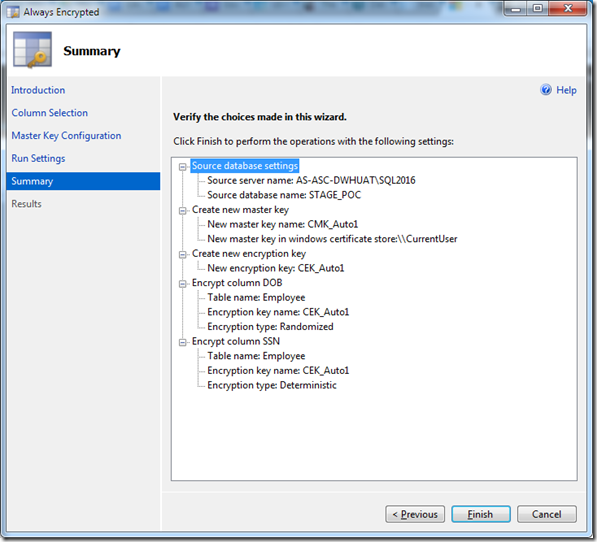 Always Encrypted
Summary
Introduction
Column Selection
Master Key Configuration
Run Settings
Summary
Results
Help
Verify the choices made in this wizard.
Click Finish to perform the operations with the following settings:
Source database settings
Source server name: AS-ASC-DWHUAT\SQL2016
Source database name: STAGE_POC
Create new master key
New master key name: CMK_Auto1
New master key in windows certificate store:\\CurrentUser
Create new encryption key
New encryption key: CEK_Auto1
Encrypt column DOB
Table name: Employee
Encryption key name: CEK_Auto1
Encryption type: Randomized
Encrypt column SSN
Table name: Employee
Encryption key name: CEK_Auto1
Encryption type: Deterministic
< Previous
Finish
Cancel